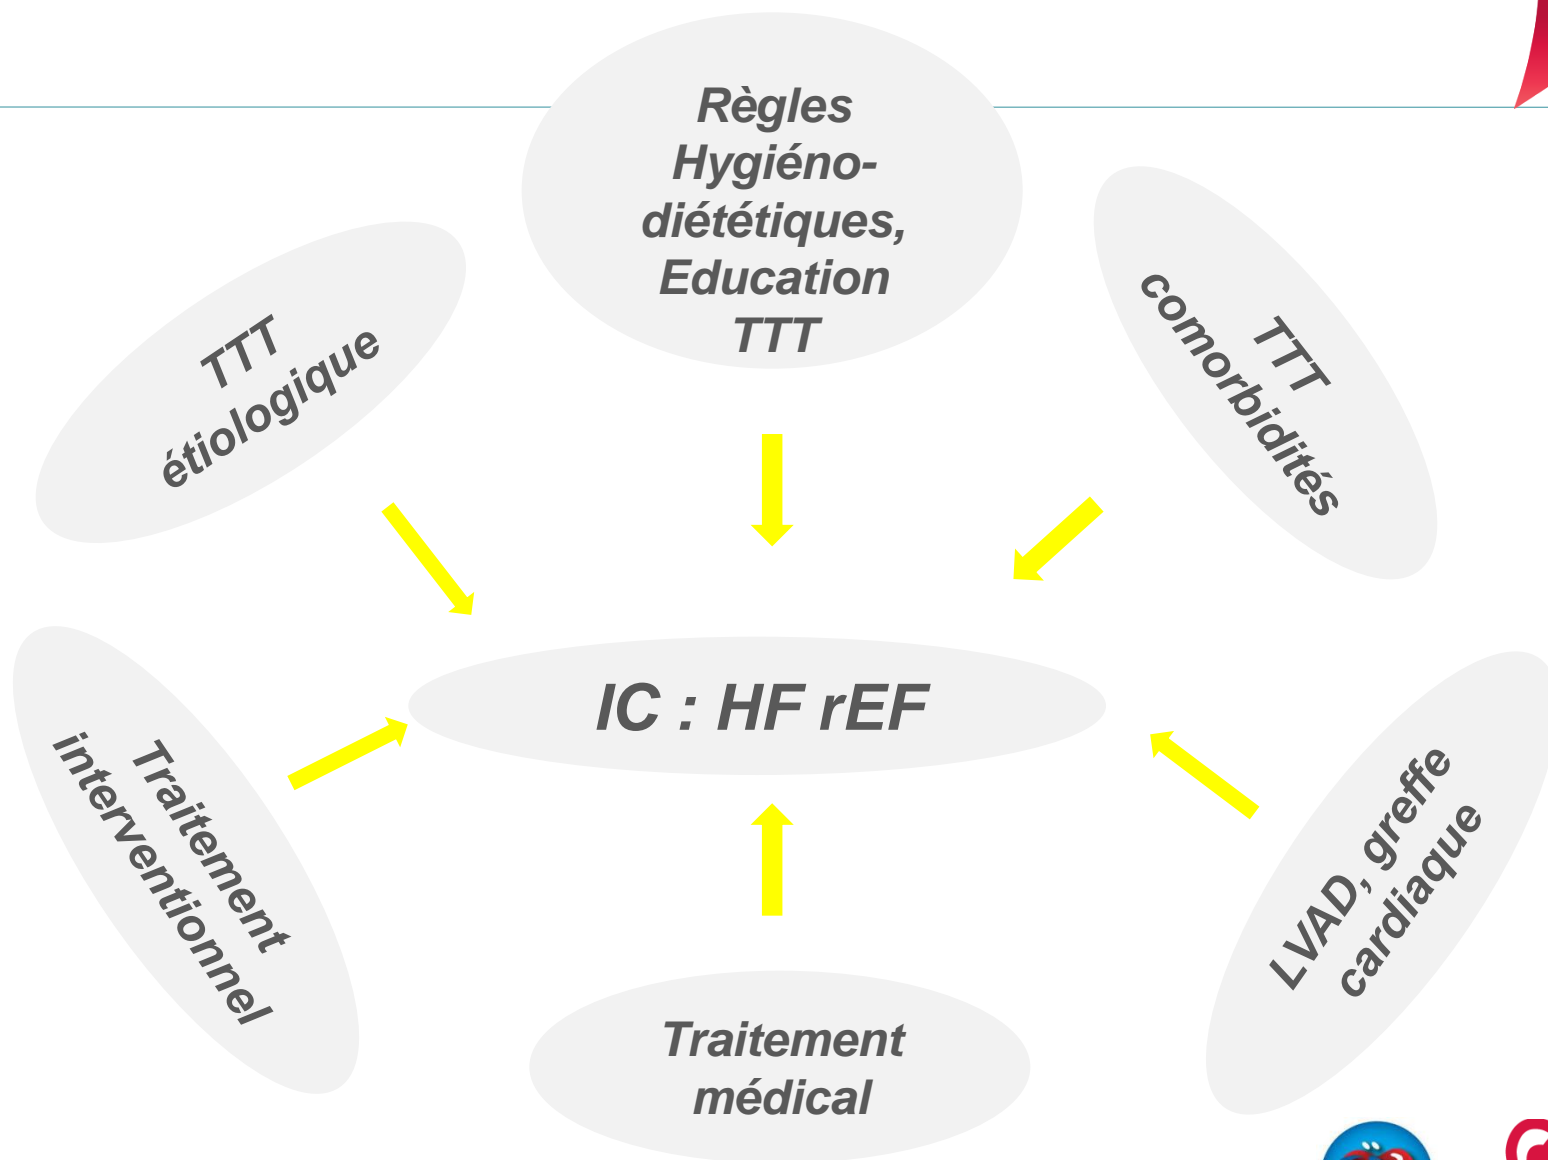 Règles
Hygiéno-
diététiques,
Education
TTT
TTT
étiologique
TTT
comorbidités
IC : HF rEF
Traitement
interventionnel
LVAD, greffe
cardiaque
Traitement
médical